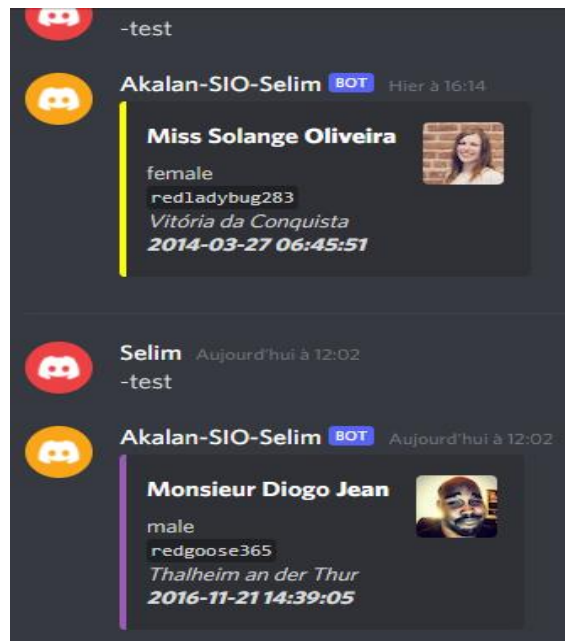 -test
Akalan-SIO-Selim BOT Hier à 16:14
Miss Solange Oliveira
female
redladybug283
Vitória da Conquista
2014-03-27 06:45:51
Selim Aujourd'hui à 12:02
-test
Akalan-SIO-Selim BOT Aujourd'hui à 12:02
Monsieur Diogo Jean
male
redgoose365
Thalheim an der Thur
2016-11-21 14:39:05